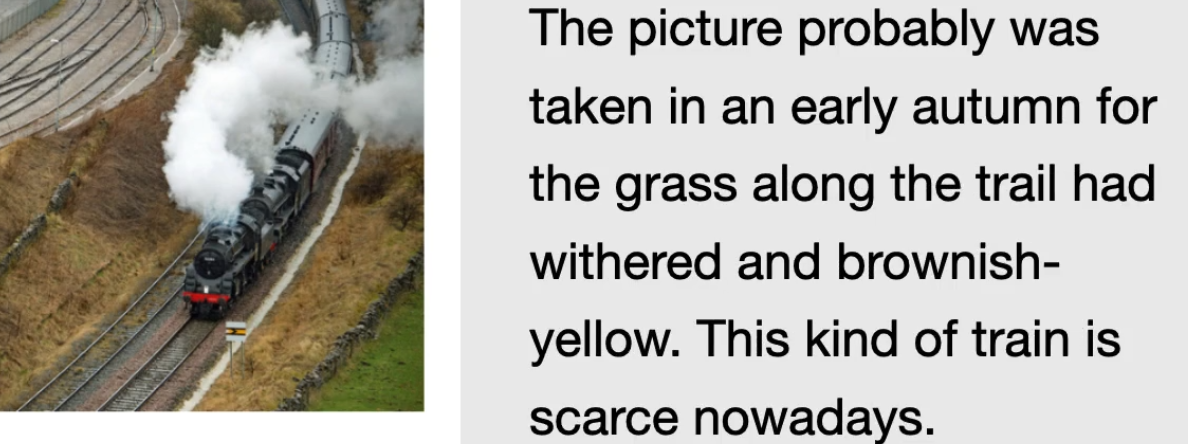 The picture probably was
taken in an early autumn for
the grass along the trail had
withered and brownish-
yellow. This kind of train is
scarce nowadays.